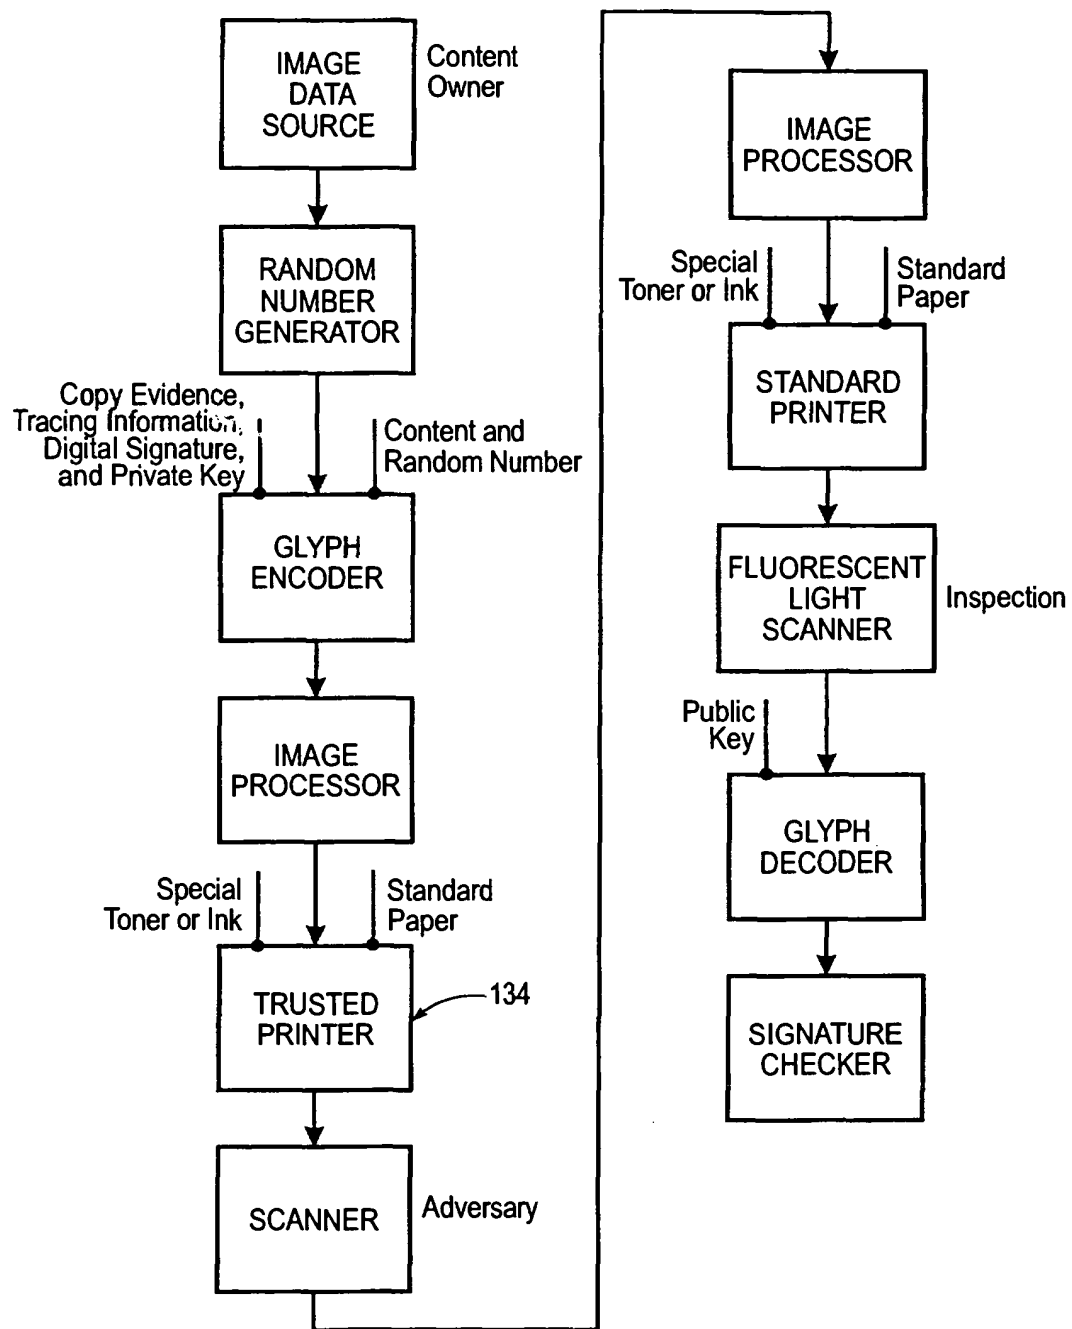 IMAGE
DATA
SOURCE
Content
Owner
RANDOM
NUMBER
GENERATOR
Copy Evidence,
Tracing Information,
Digital Signature,
and Private Key
Content and
Random Number
GLYPH
ENCODER
IMAGE
PROCESSOR
Special
Toner or Ink
Standard
Paper
TRUSTED
PRINTER
134
SCANNER
Adversary
IMAGE
PROCESSOR
Special
Toner or Ink
Standard
Paper
STANDARD
PRINTER
FLUORESCENT
LIGHT
SCANNER
Inspection
Public
Key
GLYPH
DECODER
SIGNATURE
CHECKER